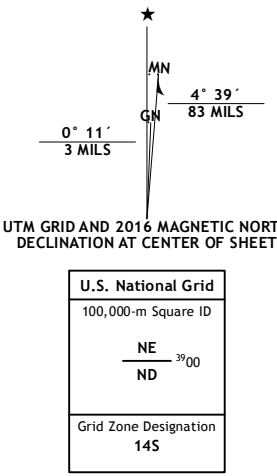 ★
MN
4° 39´
83 MILS
GN
0° 11´
3 MILS
UTM GRID AND 2016 MAGNETIC NORT
DECLINATION AT CENTER OF SHEET
U.S. National Grid
100,000-m Square ID
NE
3900
ND
Grid Zone Designation
14S